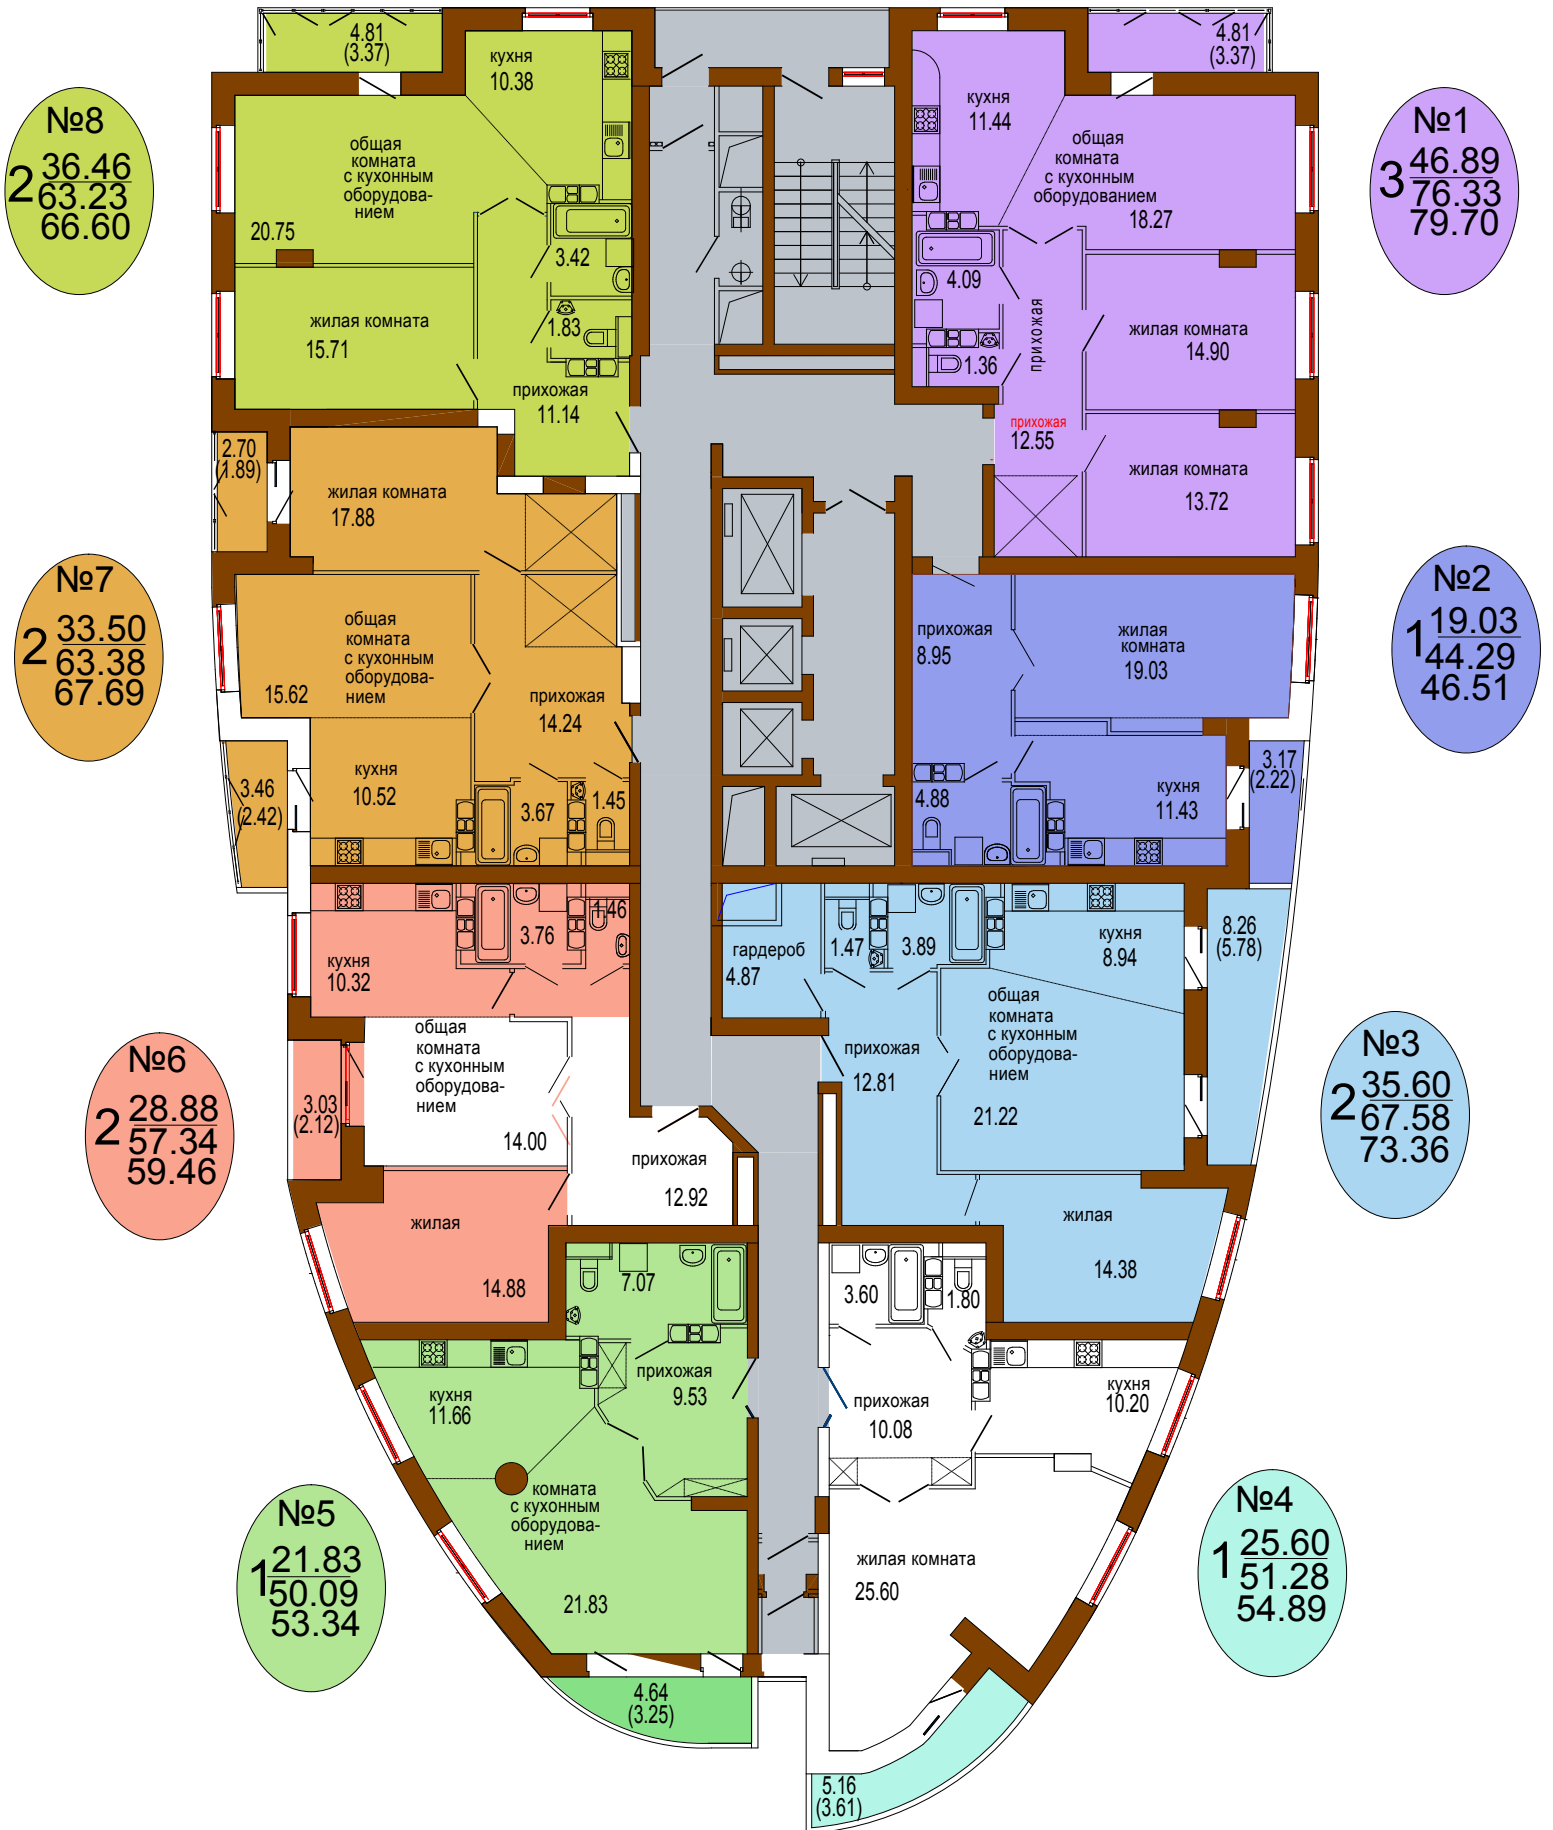 №8
2 36.46
63.23
66.60
4.81
(3.37)
кухня
10.38
общая
комната
с кухонным
оборудова-
нием
20.75
3.42
1.83
жилая комната
15.71
прихожая
11.14
№1
3 46.89
76.33
79.70
4.81
(3.37)
кухня
11.44
общая
комната
с кухонным
оборудованием
18.27
4.09
1.36
прихожая
жилая комната
14.90
прихожая
12.55
жилая комната
13.72
№7
2 33.50
63.38
67.69
2.70
(1.89)
жилая комната
17.88
общая
комната
с кухонным
оборудова-
нием
15.62
прихожая
14.24
кухня
10.52
3.67
1.45
3.46
(2.42)
№2
1 19.03
44.29
46.51
прихожая
8.95
жилая
комната
19.03
4.88
кухня
11.43
3.17
(2.22)
№6
2 28.88
57.34
59.46
кухня
10.32
3.76
1.46
общая
комната
с кухонным
оборудова-
нием
14.00
3.03
(2.12)
прихожая
12.92
жилая
14.88
№3
2 35.60
67.58
73.36
гардероб
4.87
1.47
3.89
кухня
8.94
8.26
(5.78)
общая
комната
с кухонным
оборудова-
нием
21.22
прихожая
12.81
жилая
14.38
№5
1 21.83
50.09
53.34
7.07
прихожая
9.53
кухня
11.66
комната
с кухонным
оборудова-
нием
21.83
4.64
(3.25)
№4
1 25.60
51.28
54.89
3.60
1.80
прихожая
10.08
кухня
10.20
жилая комната
25.60
5.16
(3.61)